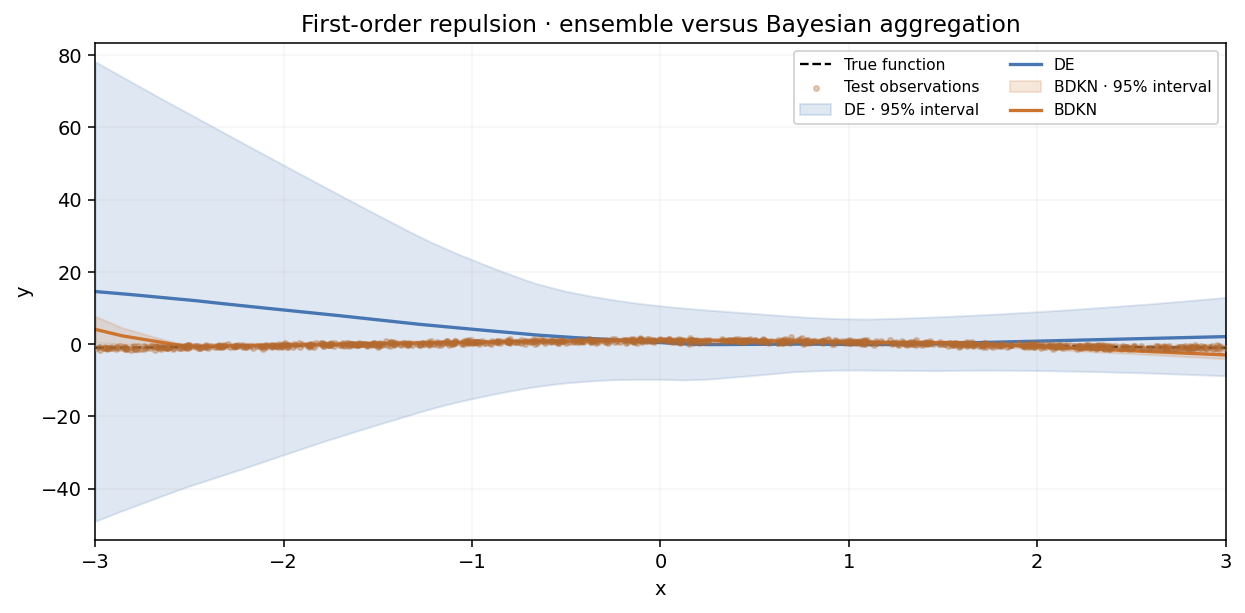 First-order repulsion · ensemble versus Bayesian aggregation
True function
Test observations
DE · 95% interval
DE
BDKN · 95% interval
BDKN
80
60
40
20
0
−20
−40
y
−3
−2
−1
0
1
2
3
x